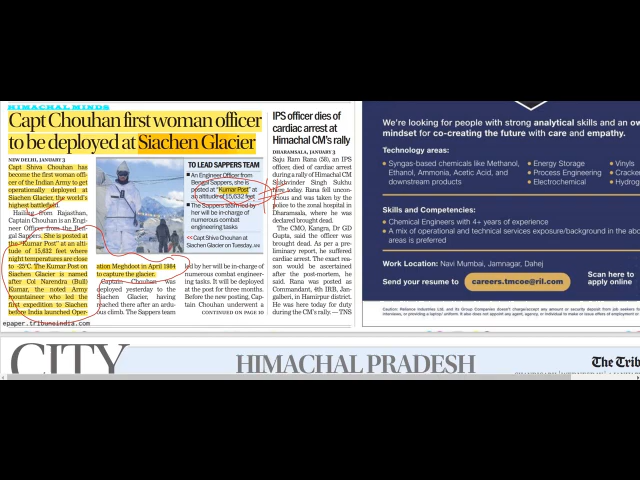 HIMACHAL MINDS
Capt Chouhan first woman officer
to be deployed at Siachen Glacier
NEW DELHI, JANUARY 3
Capt Shiva Chouhan has
become the first woman offi-
cer of the Indian Army to get
operationally deployed at
Siachen Glacier, the world's
highest battlefield.
Hailing from Rajasthan,
Captain Chouhan is an Engi-
neer Officer from the Ben-
gal Sappers. She is posted at
the "Kumar Post" at an alti-
tude of 15,632 feet where
night temperatures are close
to -25°C. The Kumar Post on
Siachen Glacier is named
after Col Narendra (Bull)
Kumar, the noted Army
mountaineer who led the
first expedition to Siachen
before India launched Oper-
epaper.tribuneindia.com
ation Meghdoot in April 1984
to capture the glacier.
Captain Chouhan was
deployed yesterday to the
Siachen Glacier, having
reached there after an ardu-
ous climb. The Sappers team
TO LEAD SAPPERS TEAM
An Engineer Officer from
Bengal Sappers, she is
posted at "Kumar Post" at
an altitude of 15,632 feet
The Sappers team led by
her will be in-charge of
numerous combat
engineering tasks
<< Capt Shiva Chouhan at
Siachen Glacier on Tuesday.
led by her will be in-charge of
numerous combat engineer-
ing tasks. It will be deployed
at the post for three months.
Before the new posting, Cap-
tain Chouhan underwent a
CONTINUED ON PAGE 10
IPS officer dies of
cardiac arrest at
Himachal CM's rally
DHARAMSALA, JANUARY 3
Saju Ram Rana (58), an IPS
officer, died of cardiac arrest
during a rally of Himachal CM
Sukhvinder Singh Sukhu
here today. Rana fell uncon-
scious and was taken by the
police to the zonal hospital in
Dharamsala, where he was
declared brought dead.
The CMO, Kangra, Dr GD
Gupta, said the officer was
brought dead. As per a pre-
liminary report, he suffered
cardiac arrest. The exact rea-
son would be ascertained
after the post-mortem, he
said. Rana was posted as
Commandant, 4th IRB, Jan-
galberi, in Hamirpur district.
He was here today for duty
during the CM's rally. — TNS
We're looking for people with strong analytical skills and an
mindset for co-creating the future with care and empathy.
Technology areas:
Syngas-based chemicals like Methanol,
Ethanol, Ammonia, Acetic Acid, and
downstream products
Energy Storage
Process Engineering
Electrochemical
Vinyls
Skills and Competencies:
Chemical Engineers with 4+ years of experience
A mix of operational and technical services exposure/background in the
areas is preferred
Work Location: Navi Mumbai, Jamnagar, Dahej
Send your resume to careers.tmcoe@ril.com
Scan here to
apply online
CITY
HIMACHAL PRADESH
The